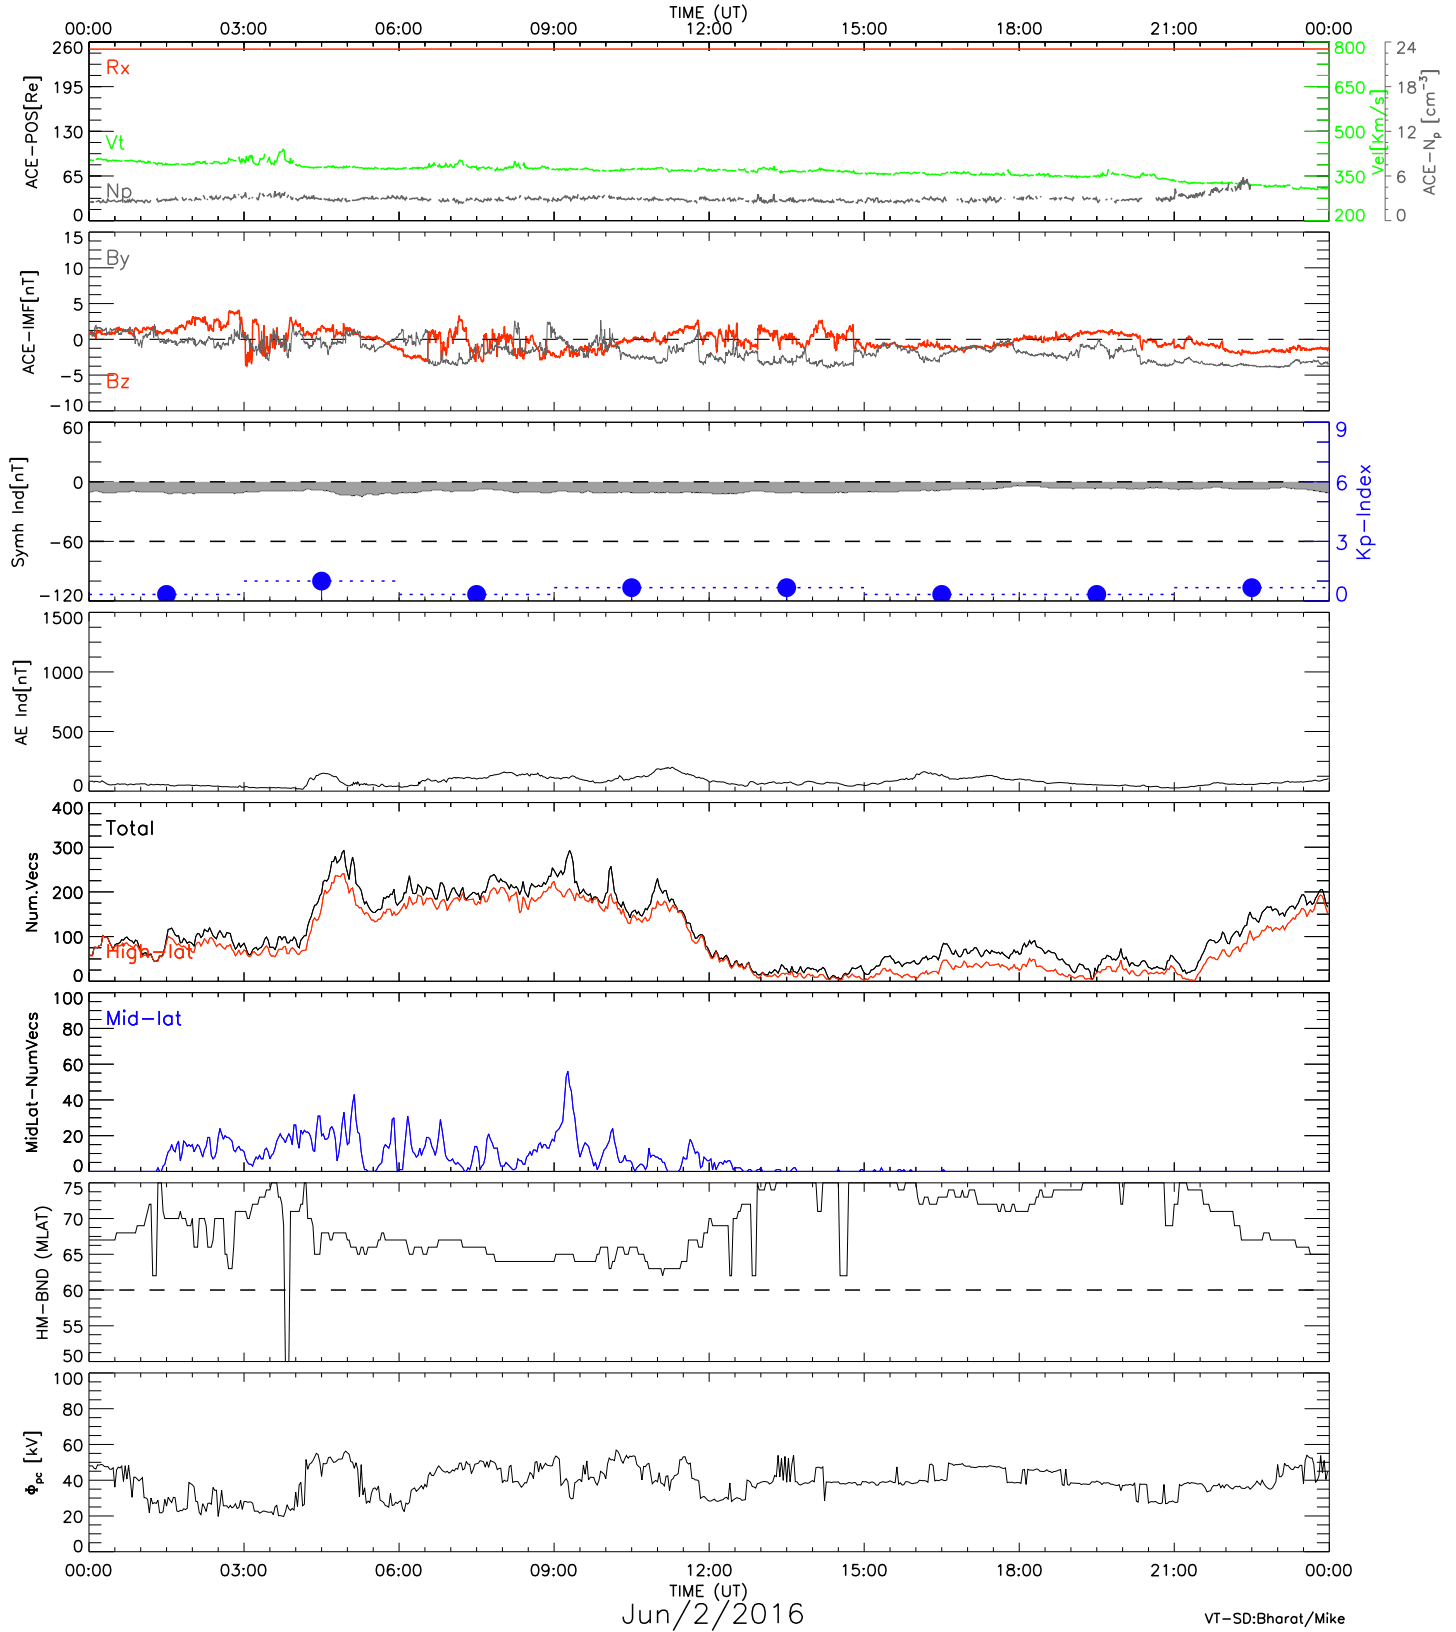 TIME (UT)
00:00 03:00 06:00 09:00 12:00 15:00 18:00 21:00 00:00
ACE-POS[Re]
260
195
130
65
0
Rx
Vt
Np
800
650
500
350
200
Vel[Km/s]
24
18
12
6
0
ACE-Np [cm-3]
ACE-IMF[nT]
15
10
5
0
-5
-10
By
Bz
Symh Ind[nT]
60
0
-60
-120
9
6
3
0
Kp-Index
AE Ind[nT]
1500
1000
500
0
Num.Vecs
400
300
200
100
0
Total
High-lat
MidLat-NumVecs
100
80
60
40
20
0
Mid-lat
HM-BND (MLAT)
75
70
65
60
55
50
Φpc [kV]
100
80
60
40
20
0
00:00 03:00 06:00 09:00 12:00 15:00 18:00 21:00 00:00
TIME (UT)
Jun/2/2016
VT-SD:Bharat/Mike